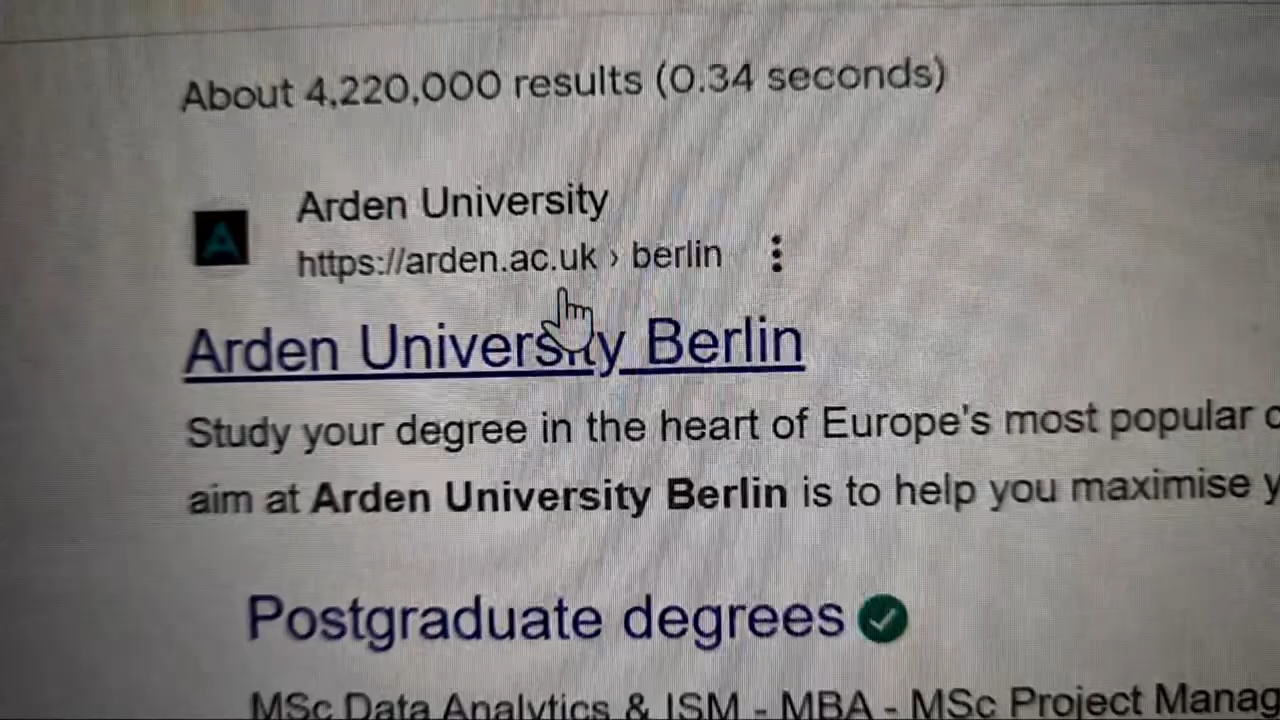 About 4,220,000 results (0.34 seconds)
Arden University
https://arden.ac.uk › berlin
Arden University Berlin
Study your degree in the heart of Europe's most popular
aim at Arden University Berlin is to help you maximise
Postgraduate degrees
MSc Data Analytics & ISM - MBA - MSc Project